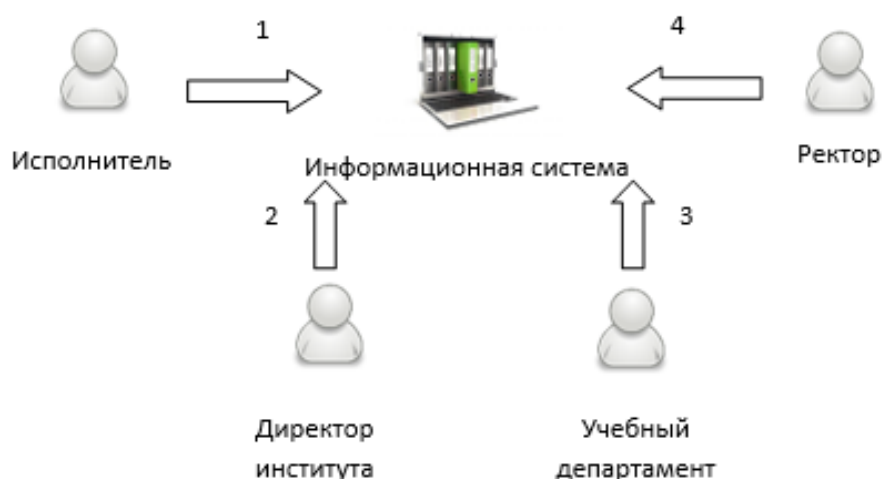 1
4
Исполнитель
Информационная система
Ректор
2
3
Директор
института
Учебный
департамент